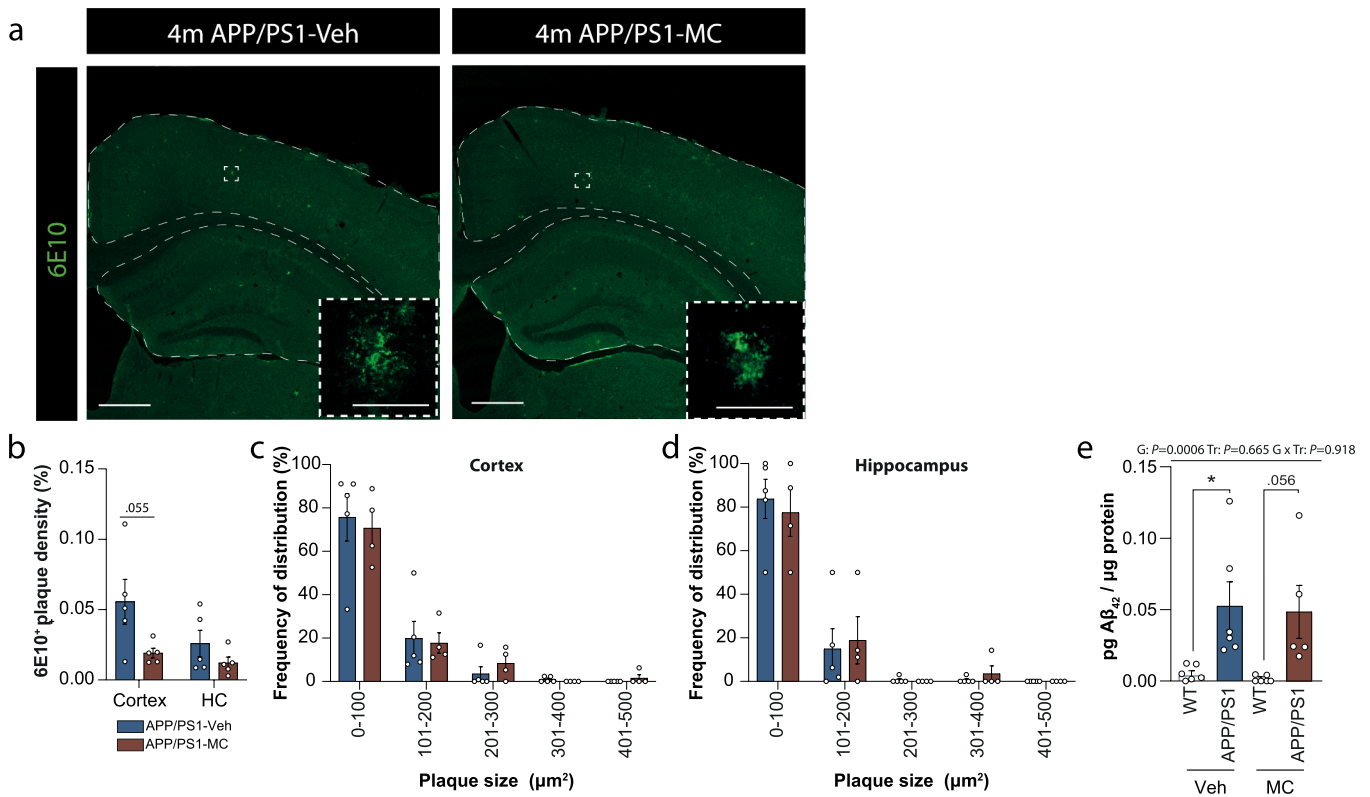 a
4m APP/PS1-Veh
4m APP/PS1-MC
6E10
b
6E10⁺ plaque density (%)
0.15
0.10
0.05
0.00
.055
Cortex
HC
APP/PS1-Veh
APP/PS1-MC
c
Cortex
Frequency of distribution (%)
100
80
60
40
20
0
0-100
101-200
201-300
301-400
401-500
Plaque size (µm²)
d
Hippocampus
Frequency of distribution (%)
100
80
60
40
20
0
0-100
101-200
201-300
301-400
401-500
Plaque size (µm²)
e
G: P=0.0006 Tr: P=0.665 G x Tr: P=0.918
pg Aβ₄₂ / µg protein
0.15
0.10
0.05
0.00
*
.056
WT
APP/PS1
WT
APP/PS1
Veh
MC